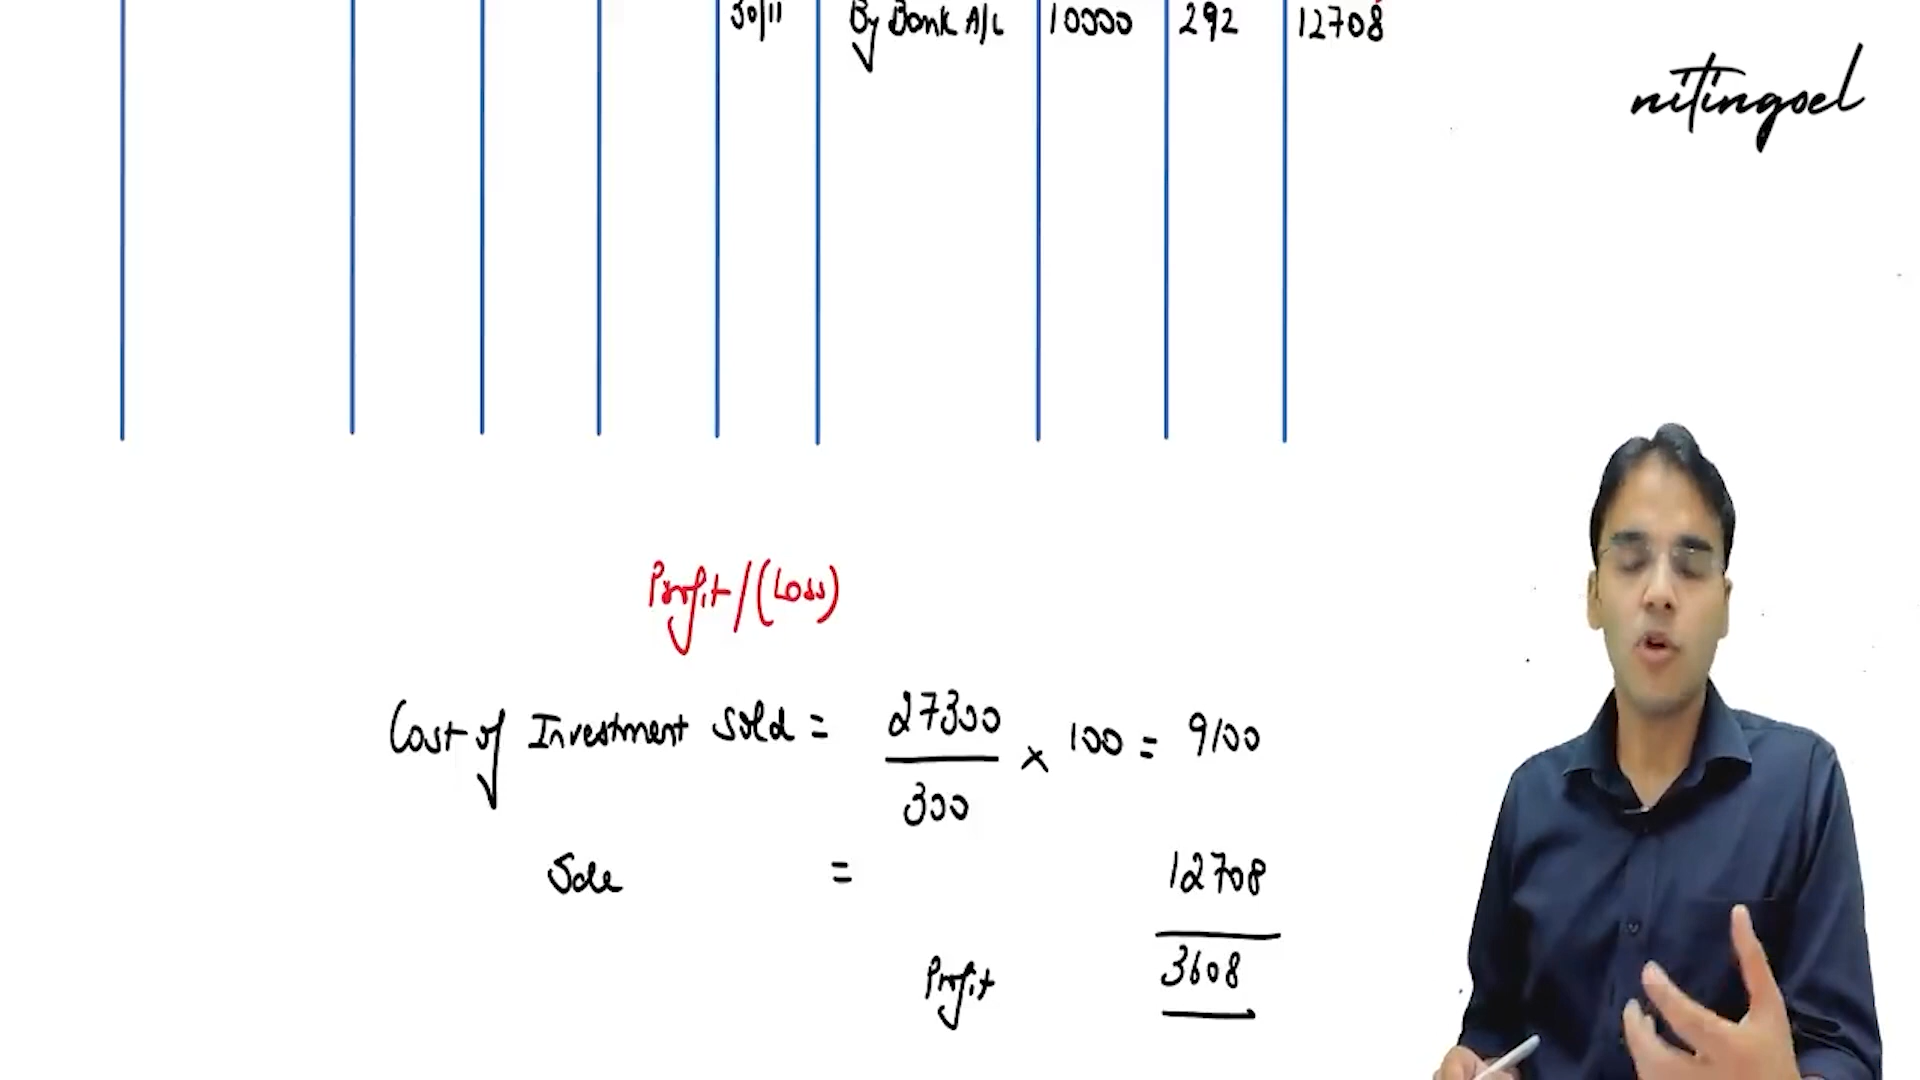 30/11 By Bank A/c 10000 292 12708
nitingoel
Profit/(Loss)
Cost of Investment Sold = 27300
300
× 100 = 9100
Sale = 12708
Profit 3608